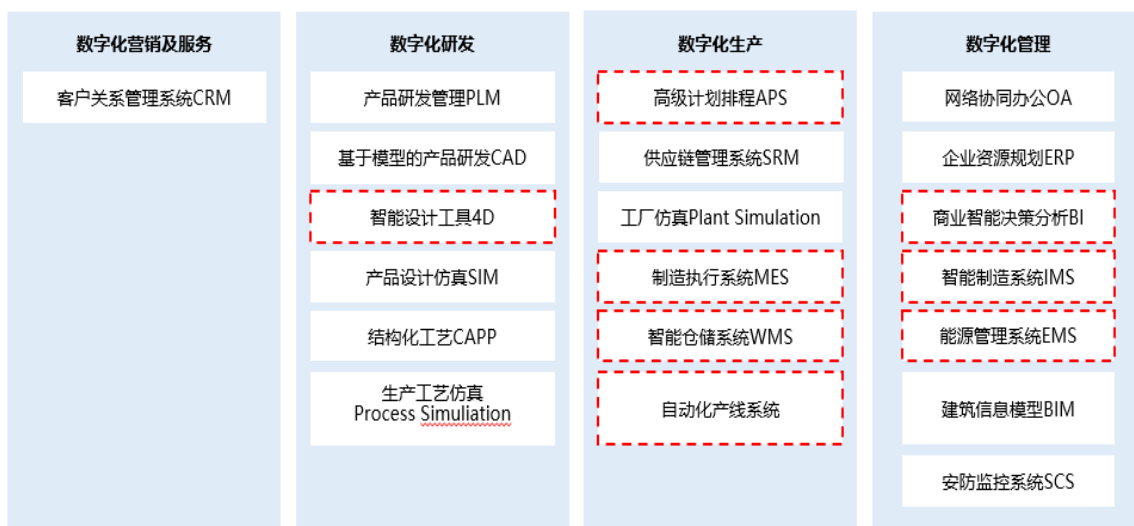 数字化营销及服务
客户关系管理系统CRM
数字化研发
产品研发管理PLM
基于模型的产品研发CAD
智能设计工具4D
产品设计仿真SIM
结构化工艺CAPP
生产工艺仿真
Process Simuliation
数字化生产
高级计划排程APS
供应链管理系统SRM
工厂仿真Plant Simulation
制造执行系统MES
智能仓储系统WMS
自动化产线系统
数字化管理
网络协同办公OA
企业资源规划ERP
商业智能决策分析BI
智能制造系统IMS
能源管理系统EMS
建筑信息模型BIM
安防监控系统SCS